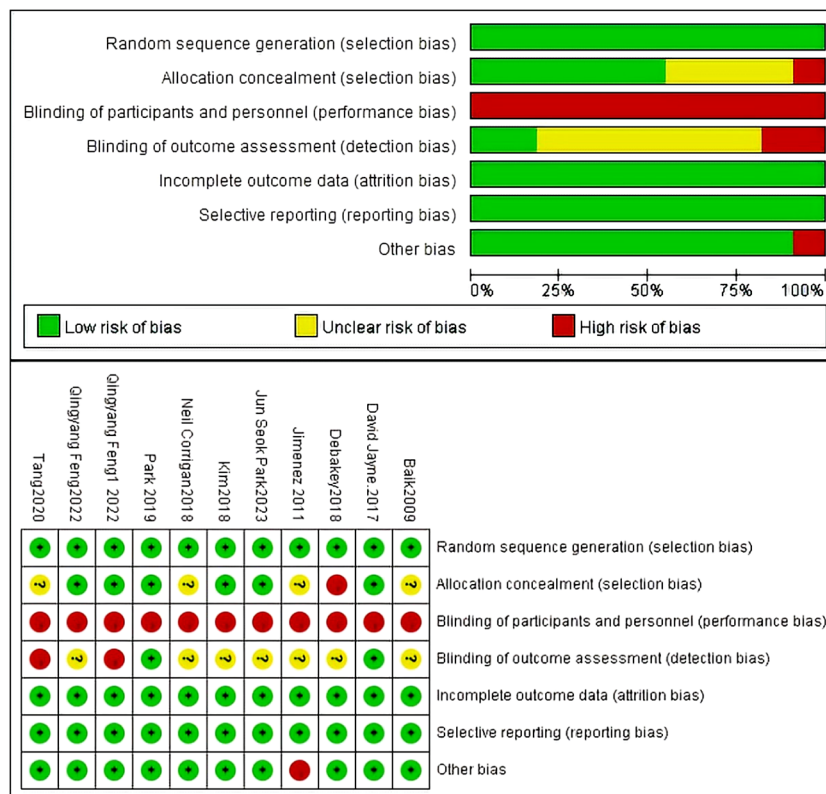 Random sequence generation (selection bias)
Allocation concealment (selection bias)
Blinding of participants and personnel (performance bias)
Blinding of outcome assessment (detection bias)
Incomplete outcome data (attrition bias)
Selective reporting (reporting bias)
Other bias
0% 25% 50% 75% 100%
Low risk of bias Unclear risk of bias High risk of bias
Tang2020
Qingyang Feng2022
Qingyang Feng1 2022
Park 2019
Neil Corrigan2018
Kim2018
Jun Seok Park2023
Jimenez 2011
Debakey2018
David Jayne.2017
Baik2009
+ + + + + + + + + + + Random sequence generation (selection bias)
? + + + ? + + ? + ? Allocation concealment (selection bias)
Blinding of participants and personnel (performance bias)
? + ? ? ? ? ? + ? Blinding of outcome assessment (detection bias)
+ + + + + + + + + + + Incomplete outcome data (attrition bias)
+ + + + + + + + + + + Selective reporting (reporting bias)
+ + + + + + + + + + Other bias